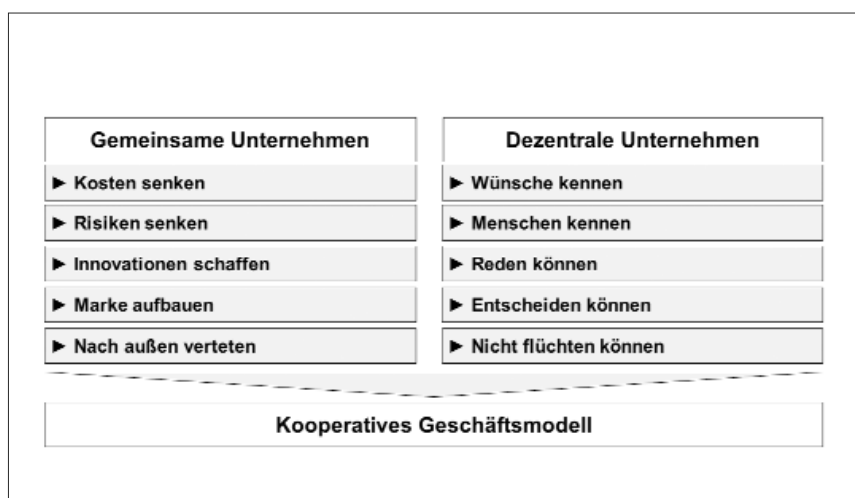 Gemeinsame Unternehmen
► Kosten senken
► Risiken senken
► Innovationen schaffen
► Marke aufbauen
► Nach außen verteten
Dezentrale Unternehmen
► Wünsche kennen
► Menschen kennen
► Reden können
► Entscheiden können
► Nicht flüchten können
Kooperatives Geschäftsmodell